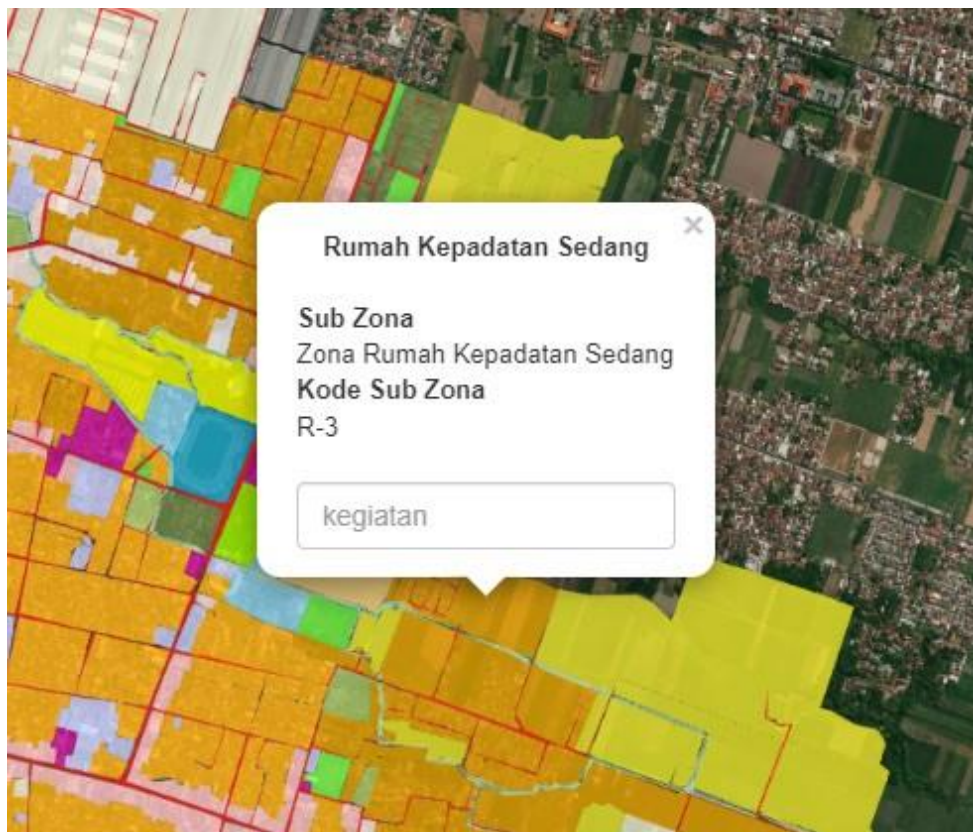 ×
Rumah Kepadatan Sedang
Sub Zona
Zona Rumah Kepadatan Sedang
Kode Sub Zona
R-3
kegiatan